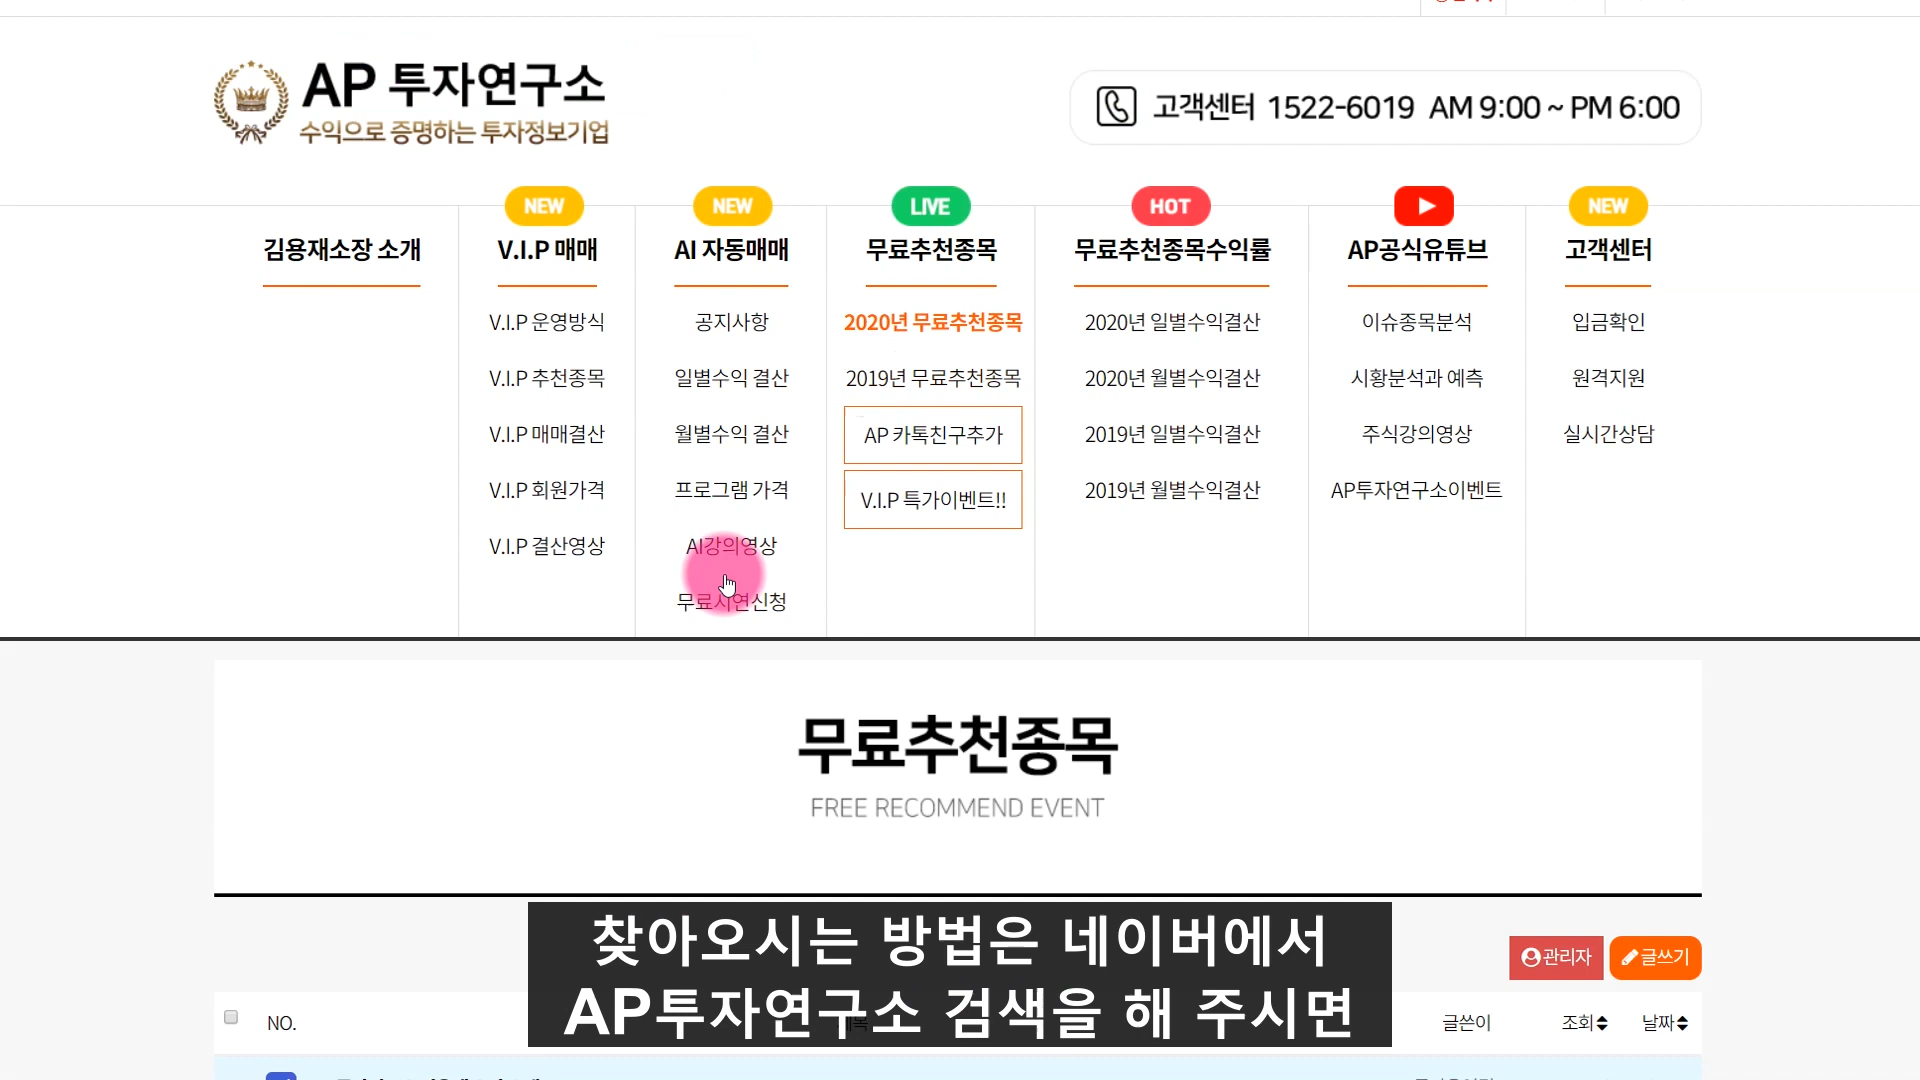 AP 투자연구소
수익으로 증명하는 투자정보기업
고객센터 1522-6019 AM 9:00 ~ PM 6:00
NEW
NEW
LIVE
HOT
NEW
김용재소장 소개
V.I.P 매매
AI 자동매매
무료추천종목
무료추천종목수익률
AP공식유튜브
고객센터
V.I.P 운영방식
V.I.P 추천종목
V.I.P 매매결산
V.I.P 회원가격
V.I.P 결산영상
공지사항
일별수익 결산
월별수익 결산
프로그램 가격
AI강의영상
무료시연신청
2020년 무료추천종목
2019년 무료추천종목
AP 카톡친구추가
V.I.P 특가이벤트!!
2020년 일별수익결산
2020년 월별수익결산
2019년 일별수익결산
2019년 월별수익결산
이슈종목분석
시황분석과 예측
주식강의영상
AP투자연구소이벤트
입금확인
원격지원
실시간상담
무료추천종목
FREE RECOMMEND EVENT
관리자
글쓰기
NO.
글쓴이
조회
날짜
찾아오시는 방법은 네이버에서
AP투자연구소 검색을 해 주시면